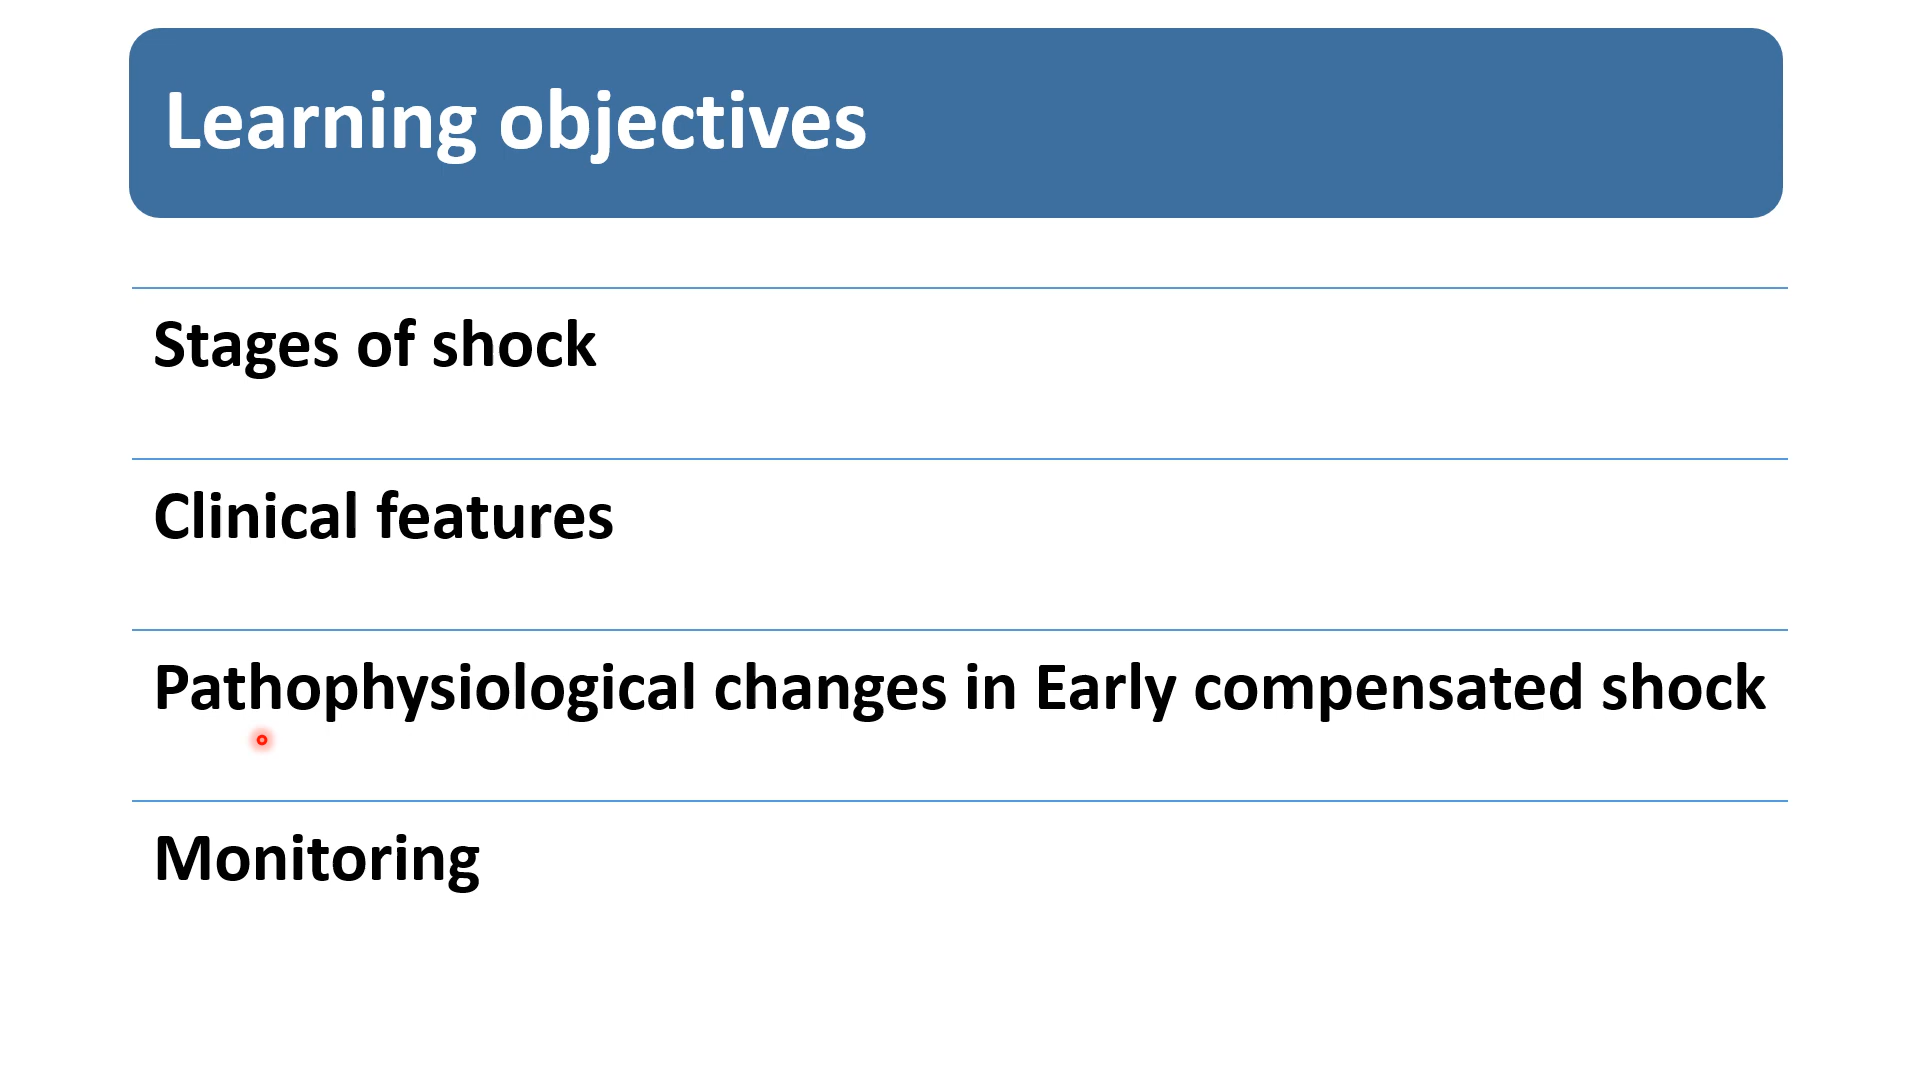 Learning objectives
Stages of shock
Clinical features
Pathophysiological changes in Early compensated shock
Monitoring